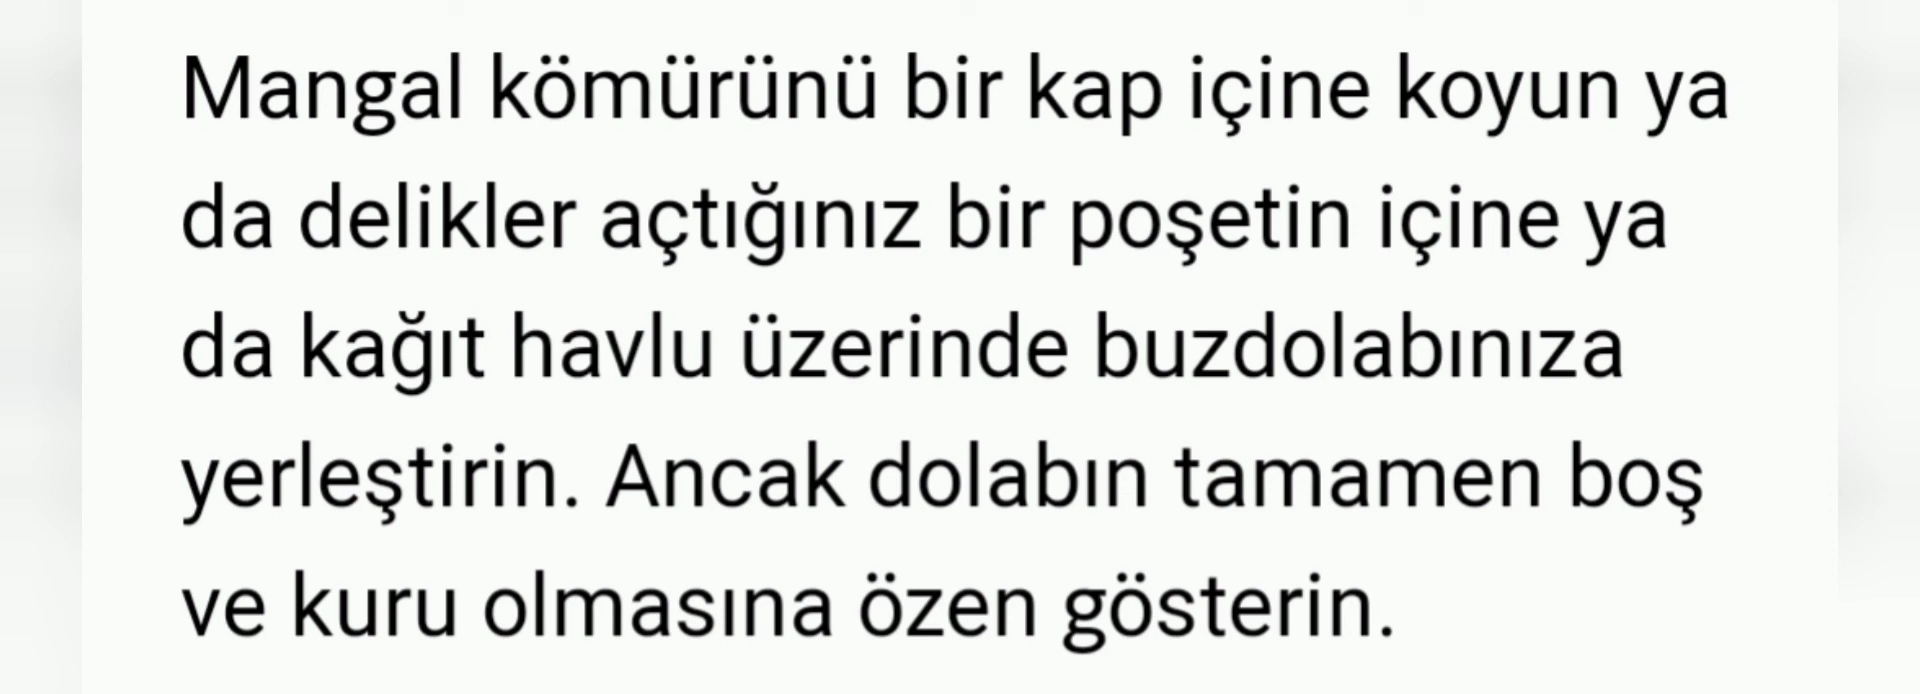 Mangal kömürünü bir kap içine koyun ya
da delikler açtığınız bir poşetin içine ya
da kağıt havlu üzerinde buzdolabınıza
yerleştirin. Ancak dolabın tamamen boş
ve kuru olmasına özen gösterin.